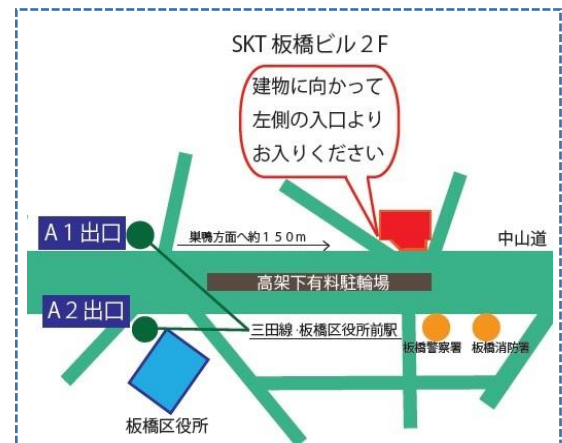 SKT 板橋ビル２F
建物に向かって
左側の入口より
お入りください
A１出口
巣鴨方面へ約１５０m
中山道
高架下有料駐輪場
A２出口
三田線·板橋区役所前駅
板橋警察署
板橋消防署
板橋区役所